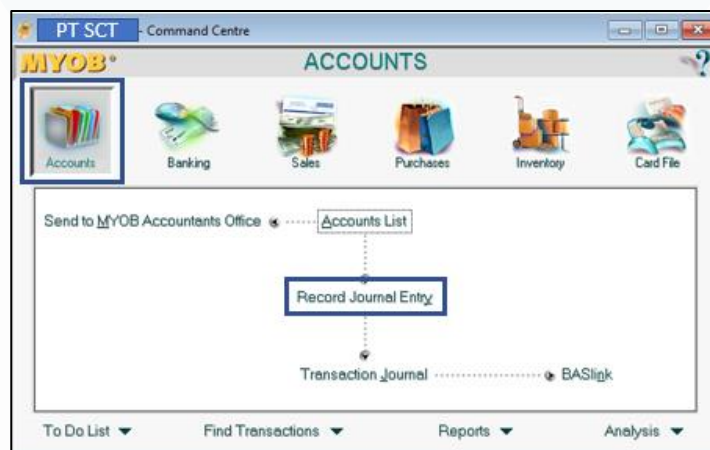 PT SCT - Command Centre
MYOB® ACCOUNTS ?
Accounts Banking Sales Purchases Inventory Card File
Send to MYOB Accountants Office Accounts List
Record Journal Entry
Transaction Journal BASlink
To Do List Find Transactions Reports Analysis